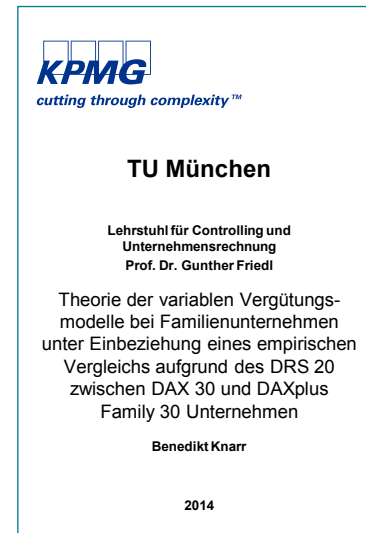 KPMG
cutting through complexity™
TU München
Lehrstuhl für Controlling und
Unternehmensrechnung
Prof. Dr. Gunther Friedl
Theorie der variablen Vergütungs-
modelle bei Familienunternehmen
unter Einbeziehung eines empirischen
Vergleichs aufgrund des DRS 20
zwischen DAX 30 und DAXplus
Family 30 Unternehmen
Benedikt Knarr
2014